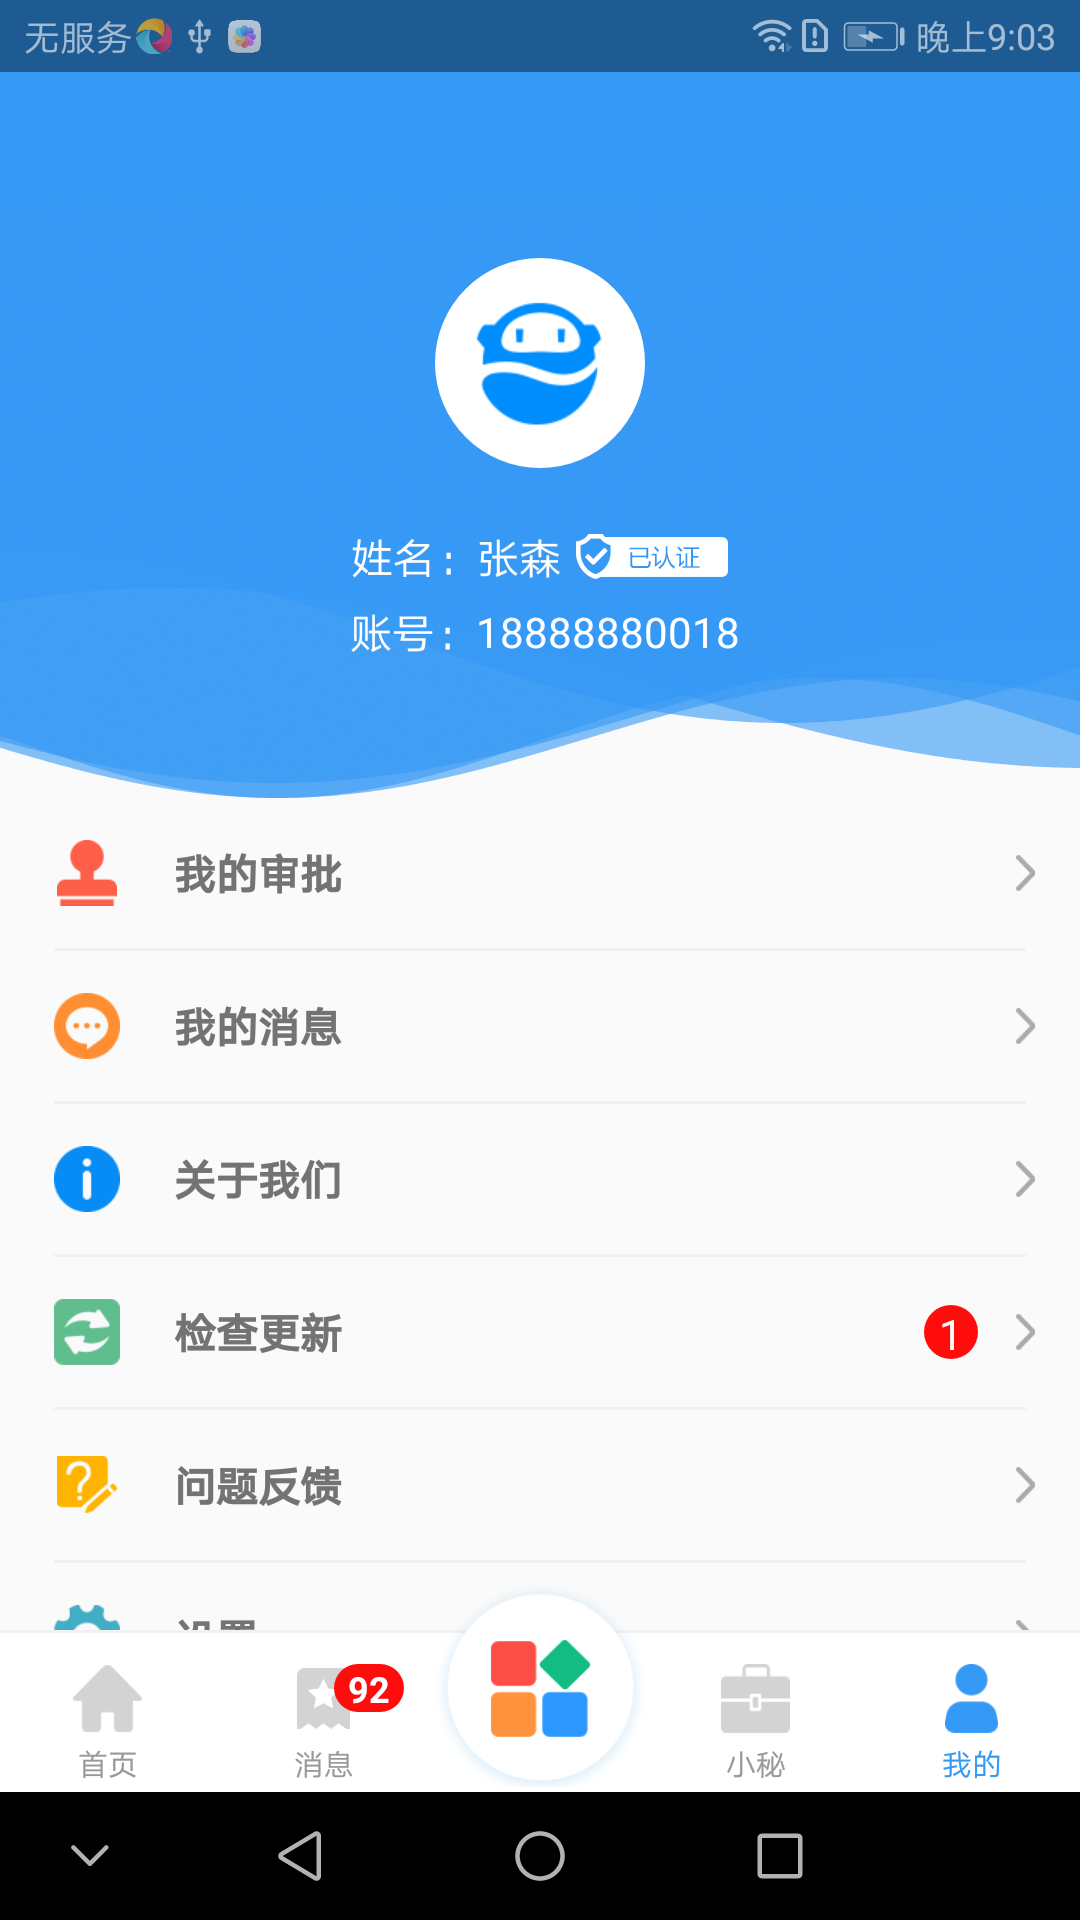 无服务 晚上9:03
姓名：张森 已认证
账号：18888880018
我的审批
我的消息
关于我们
检查更新 1
问题反馈
设置
92
首页 消息 小秘 我的